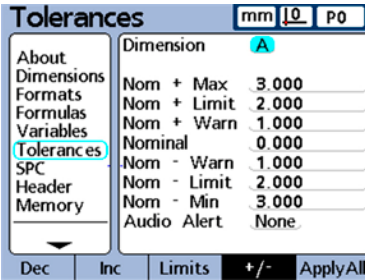 Tolerances mm 0 P0
About
Dimensions
Formats
Formulas
Variables
Tolerances
SPC
Header
Memory
Dimension A
Nom + Max 3.000
Nom + Limit 2.000
Nom + Warn 1.000
Nominal 0.000
Nom - Warn 1.000
Nom - Limit 2.000
Nom - Min 3.000
Audio Alert None
Dec Inc Limits +/- ApplyAll